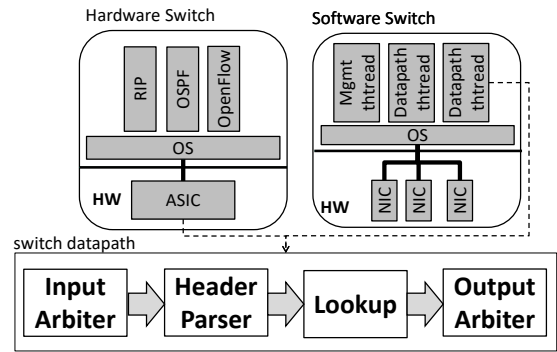 Hardware Switch
Software Switch
RIP
OSPF
OpenFlow
OS
HW
ASIC
Mgmt thtread
Datapath thtread
Datapath thtread
OS
HW
NIC
NIC
NIC
switch datapath
Input Arbiter
Header Parser
Lookup
Output Arbiter